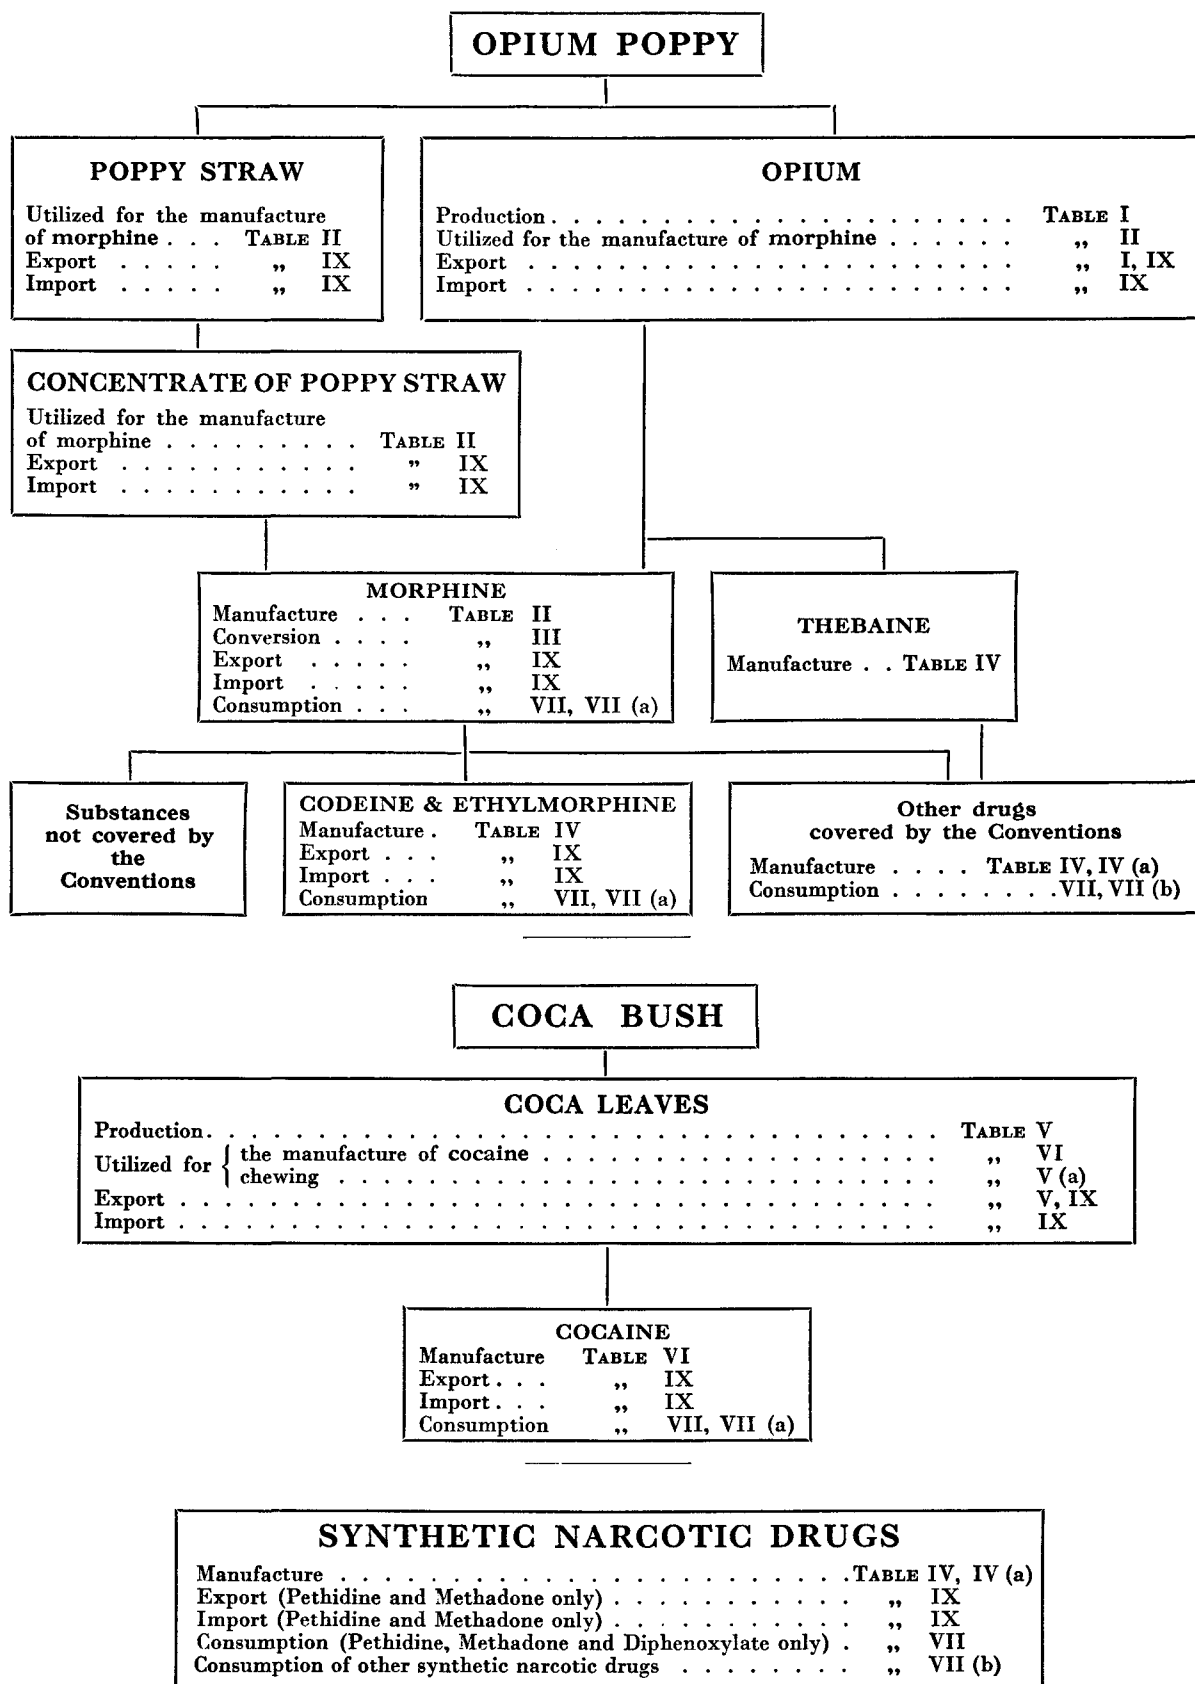 OPIUM POPPY
POPPY STRAW
Utilized for the manufacture
of morphine . . . TABLE II
Export . . . . . „ IX
Import . . . . . „ IX
OPIUM
Production . . . . . . . . . . . . . . . . . . . . . TABLE I
Utilized for the manufacture of morphine . . . . . . „ II
Export . . . . . . . . . . . . . . . . . . . . . . „ I, IX
Import . . . . . . . . . . . . . . . . . . . . . . „ IX
CONCENTRATE OF POPPY STRAW
Utilized for the manufacture
of morphine . . . . . . . . . TABLE II
Export . . . . . . . . . . . ” IX
Import . . . . . . . . . . . ” IX
MORPHINE
Manufacture . . . TABLE II
Conversion . . . . „ III
Export . . . . . „ IX
Import . . . . . „ IX
Consumption . . . „ VII, VII (a)
THEBAINE
Manufacture . . TABLE IV
Substances
not covered by
the
Conventions
CODEINE & ETHYLMORPHINE
Manufacture . TABLE IV
Export . . . „ IX
Import . . . „ IX
Consumption „ VII, VII (a)
Other drugs
covered by the Conventions
Manufacture . . . . TABLE IV, IV (a)
Consumption . . . . . . . . VII, VII (b)
COCA BUSH
COCA LEAVES
Production . . . . . . . . . . . . . . . . . . . . . . . . . . . . . . . . TABLE V
Utilized for { the manufacture of cocaine . . . . . . . . . . . . . . . . . „ VI
chewing . . . . . . . . . . . . . . . . . . . . . . . . . . „ V (a)
Export . . . . . . . . . . . . . . . . . . . . . . . . . . . . . . . . . „ V, IX
Import . . . . . . . . . . . . . . . . . . . . . . . . . . . . . . . . . „ IX
COCAINE
Manufacture TABLE VI
Export . . . „ IX
Import . . . „ IX
Consumption „ VII, VII (a)
SYNTHETIC NARCOTIC DRUGS
Manufacture . . . . . . . . . . . . . . . . . . . . . . . TABLE IV, IV (a)
Export (Pethidine and Methadone only) . . . . . . . . . . . „ IX
Import (Pethidine and Methadone only) . . . . . . . . . . . „ IX
Consumption (Pethidine, Methadone and Diphenoxylate only) . „ VII
Consumption of other synthetic narcotic drugs . . . . . . . . „ VII (b)